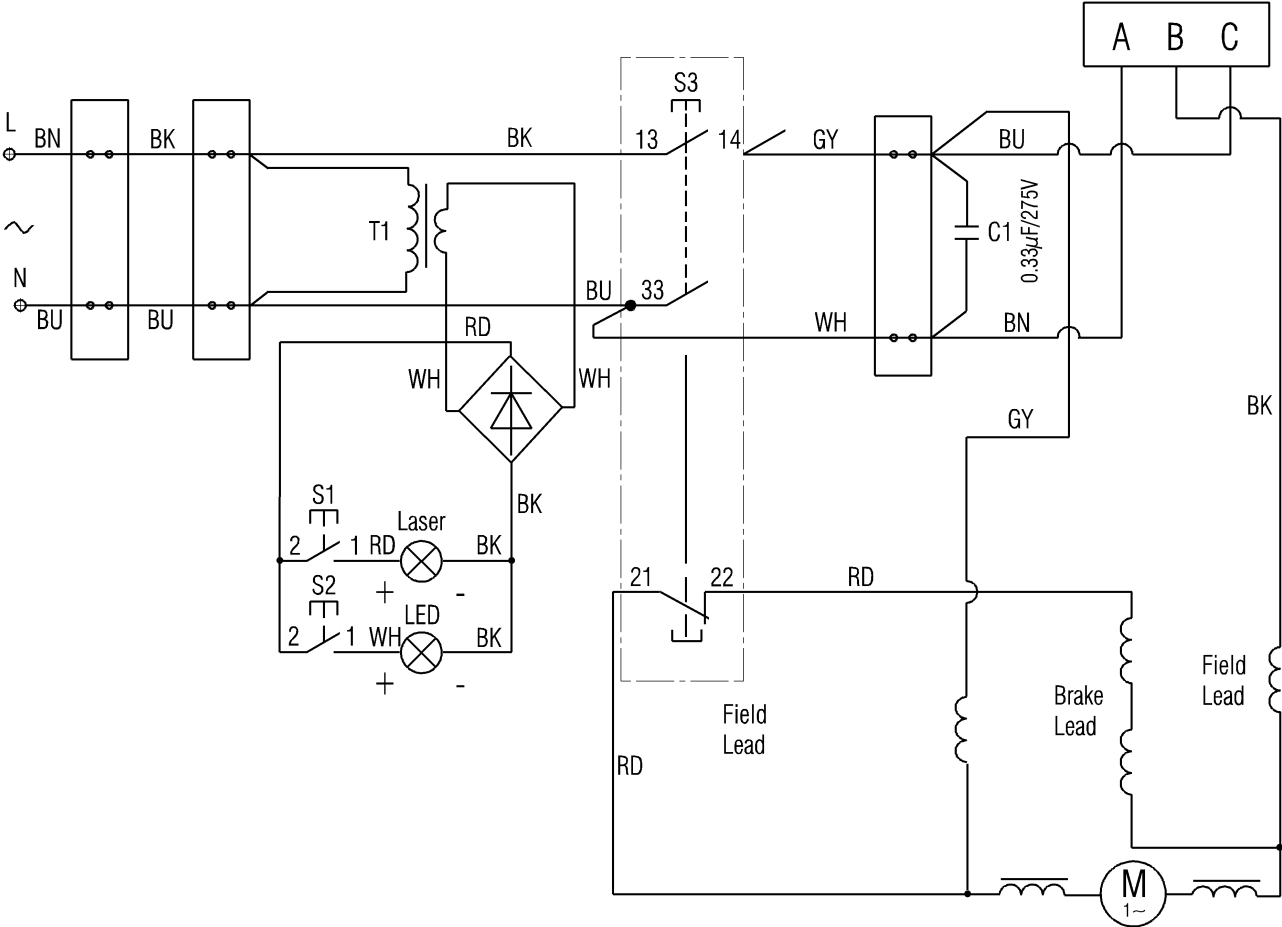 A B C
S3
L
BN
BK
BK
13
14
GY
BU
T1
C1
0.33µF/275V
N
BU
BU
BU
33
RD
WH
BN
WH
WH
BK
GY
BK
S1
Laser
2
1
RD
BK
+
-
S2
LED
2
1
WH
BK
+
-
21
22
RD
Field
Lead
Brake
Lead
Field
Lead
RD
M
1~